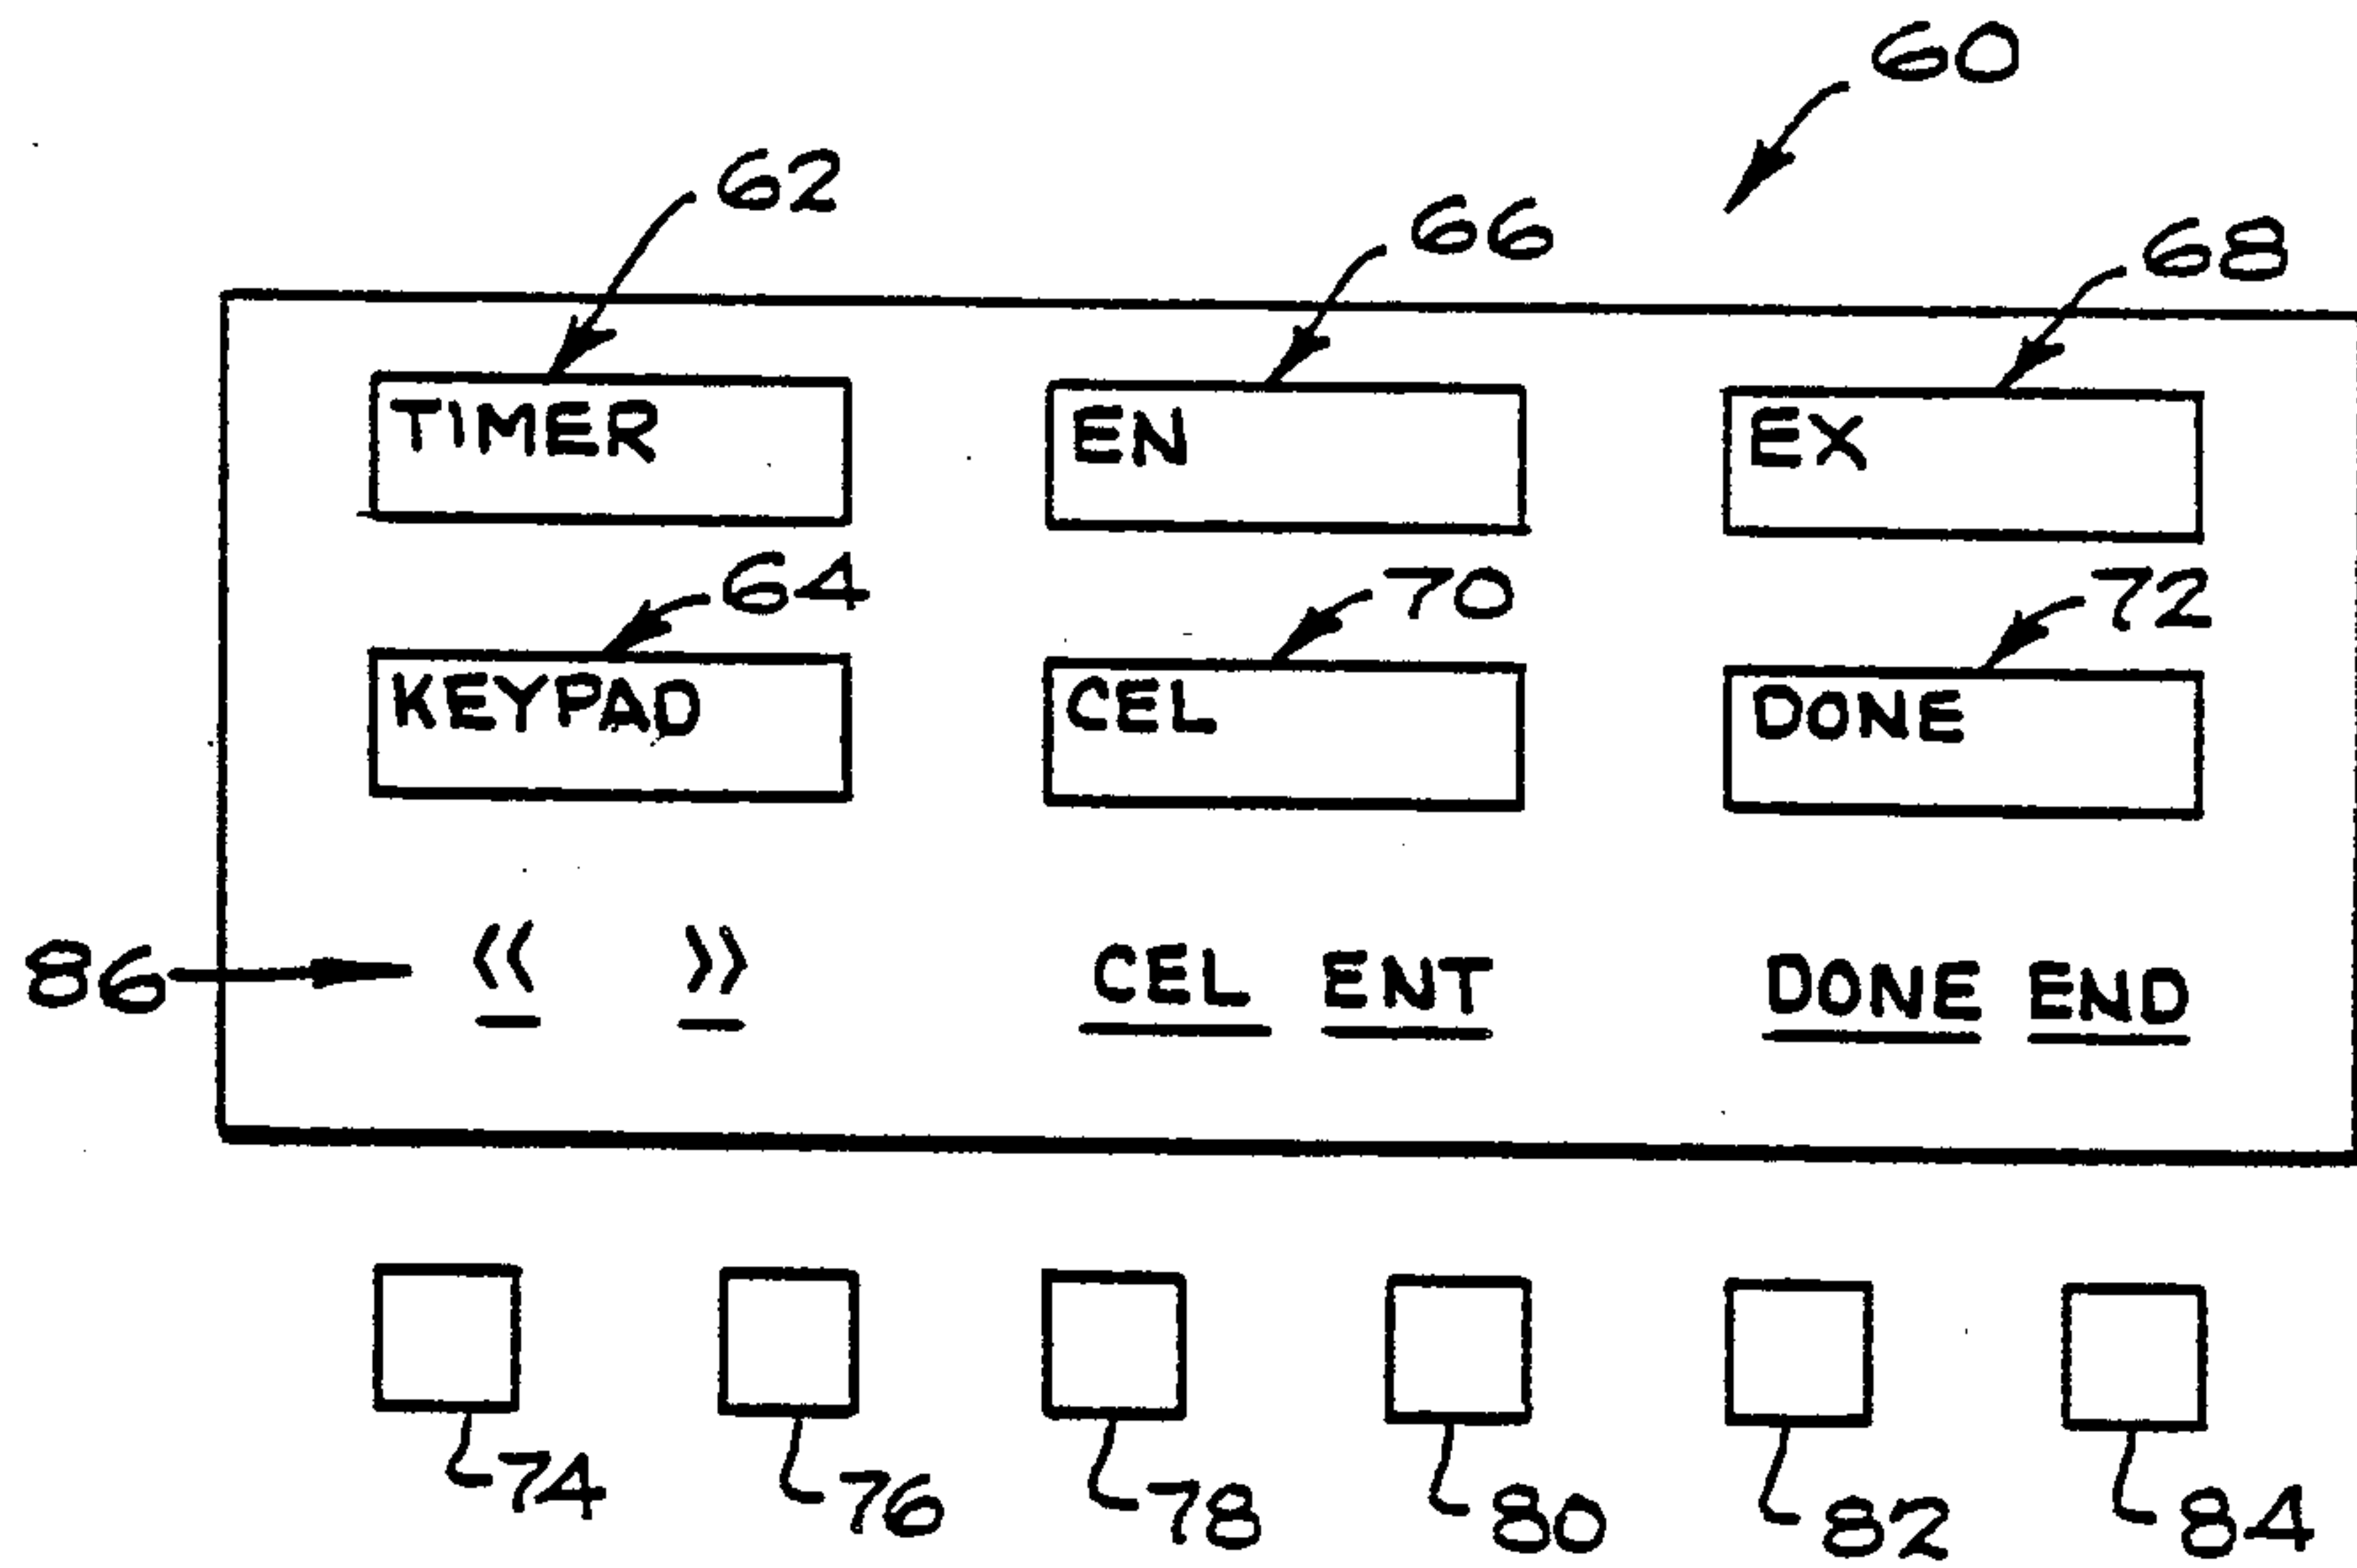 60
62 66 68
TIMER EN EX
64 70 72
KEYPAD CEL DONE
86 << >> CEL ENT DONE END
74 76 78 80 82 84